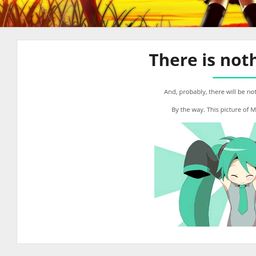 There is noth
And, probably, there will be not
By the way. This picture of M